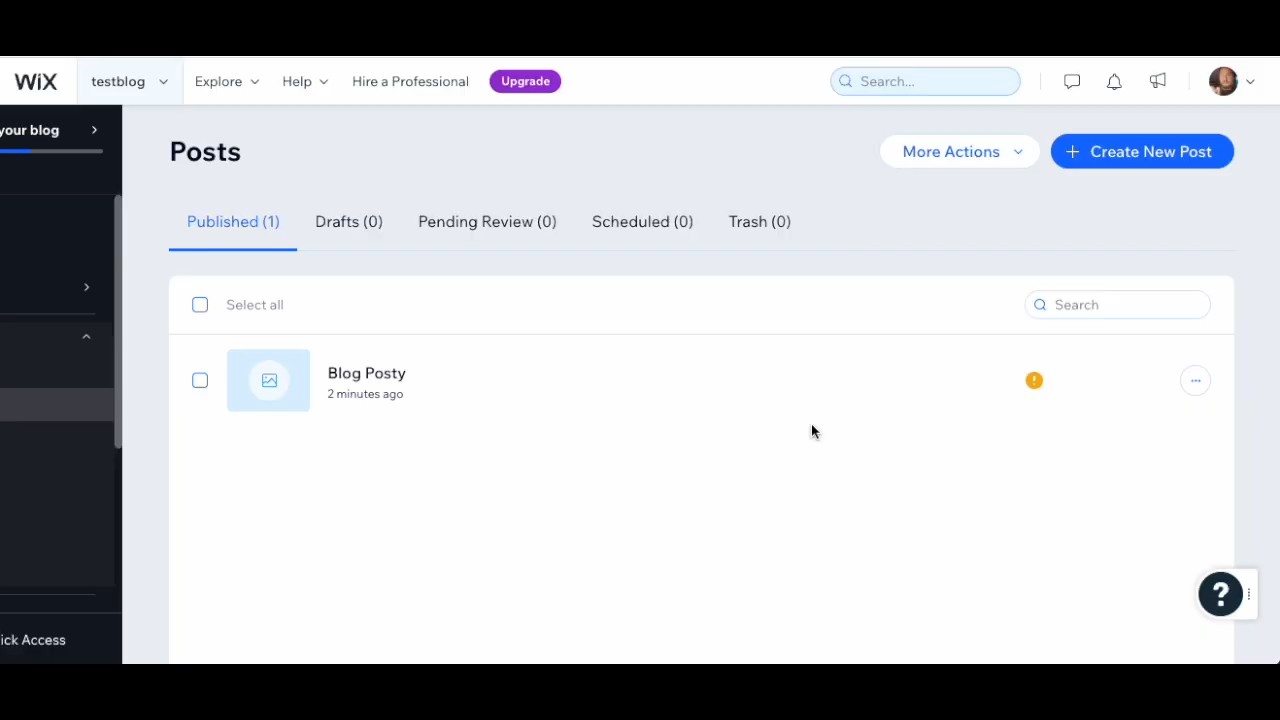 WiX testblog Explore Help Hire a Professional Upgrade Search...
your blog
Posts More Actions + Create New Post
Published (1) Drafts (0) Pending Review (0) Scheduled (0) Trash (0)
Select all Search
Blog Posty
2 minutes ago
ick Access